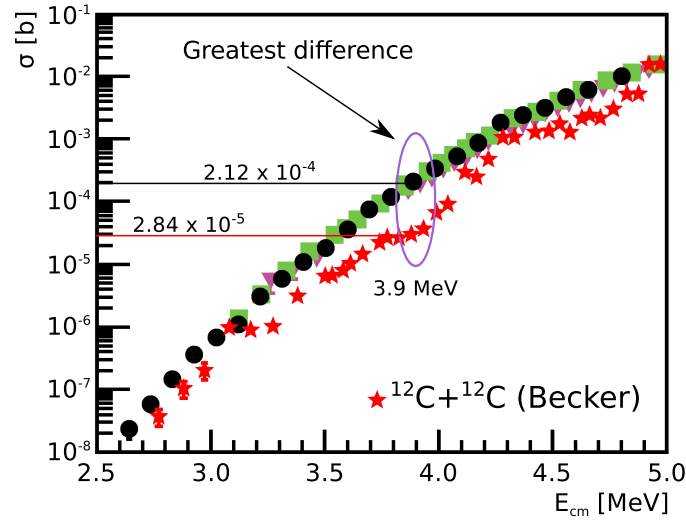 σ [b]
10⁻¹
10⁻²
10⁻³
10⁻⁴
10⁻⁵
10⁻⁶
10⁻⁷
10⁻⁸
Greatest difference
2.12 x 10⁻⁴
2.84 x 10⁻⁵
3.9 MeV
¹²C+¹²C (Becker)
2.5 3.0 3.5 4.0 4.5 5.0
E_cm [MeV]